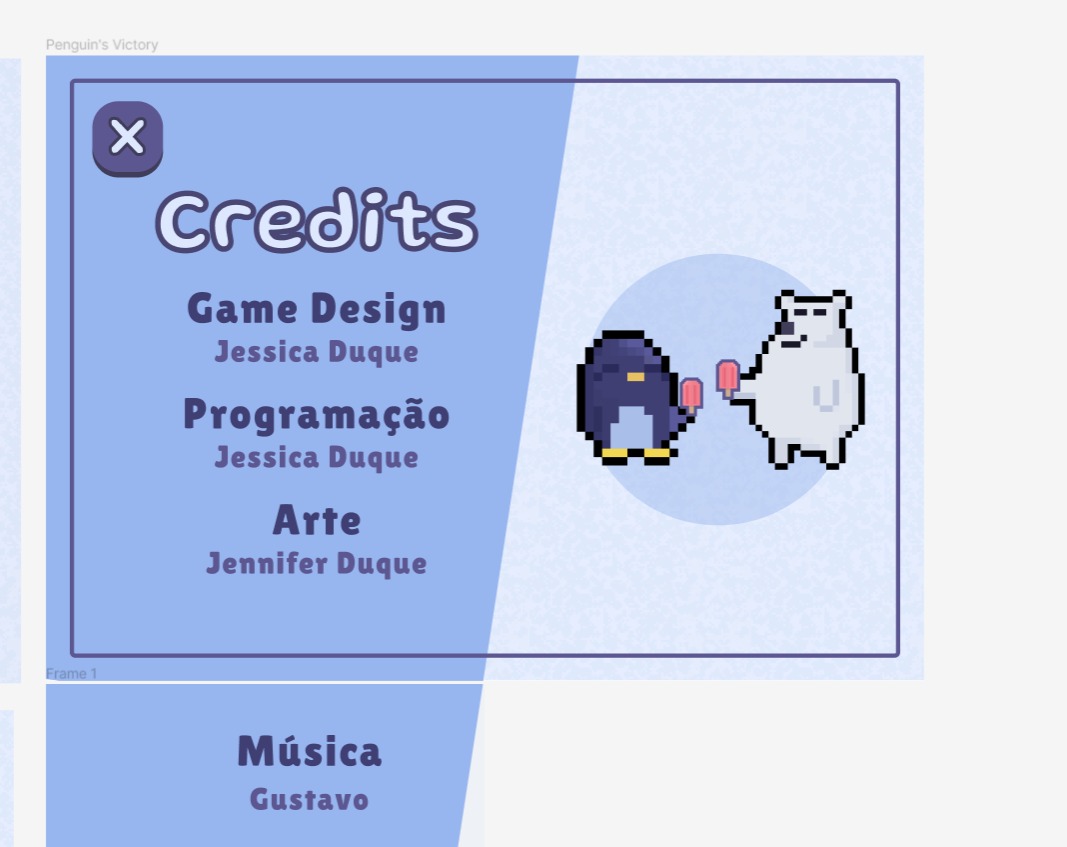 Penguin's Victory
Credits
Game Design
Jessica Duque
Programação
Jessica Duque
Arte
Jennifer Duque
Frame 1
Música
Gustavo